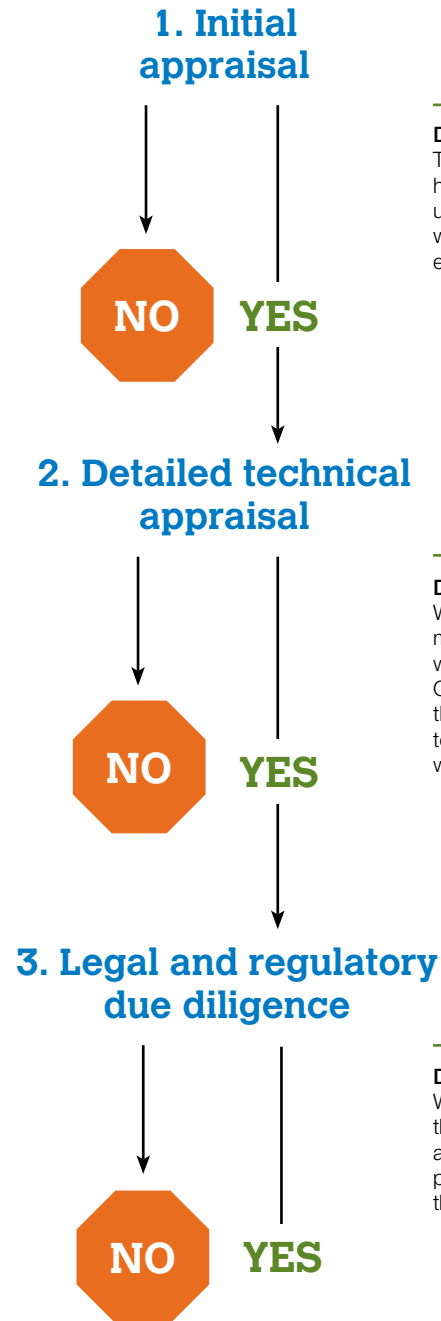 1. Initial
appraisal
NO
YES
2. Detailed technical
appraisal
NO
YES
3. Legal and regulatory
due diligence
NO
YES